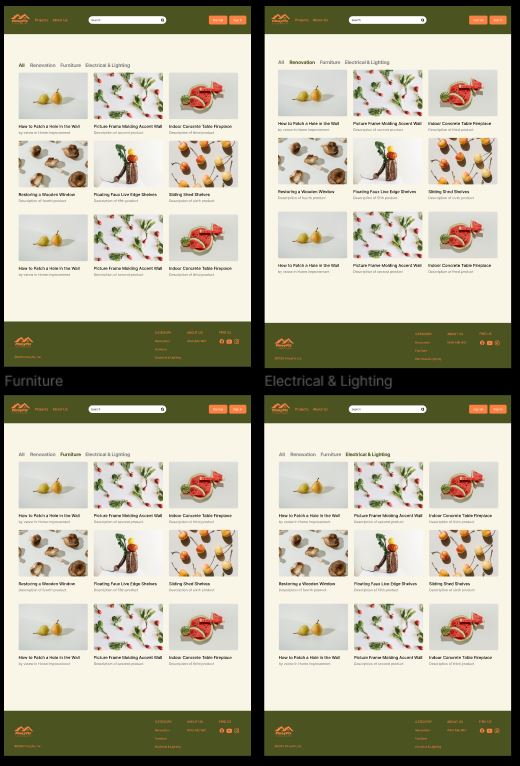 Projects About Us Search Sign Up Sign In
All Renovation Furniture Electrical & Lighting
How to Patch a Hole in the Wall Picture Frame Molding Accent Wall Indoor Concrete Table Fireplace
by vance in Home Improvement Description of second product Description of third product
Restoring a Wooden Window Floating Faux Live Edge Shelves Sliding Shed Shelves
Description of fourth product Description of fifth product Description of sixth product
How to Patch a Hole in the Wall Picture Frame Molding Accent Wall Indoor Concrete Table Fireplace
by vance in Home Improvement Description of second product Description of third product
CATEGORY ABOUT US FIND US
Renovation
Furniture
Electrical & Lighting
Projects About Us Search Sign Up Sign In
All Renovation Furniture Electrical & Lighting
How to Patch a Hole in the Wall Picture Frame Molding Accent Wall Indoor Concrete Table Fireplace
by vance in Home Improvement Description of second product Description of third product
Restoring a Wooden Window Floating Faux Live Edge Shelves Sliding Shed Shelves
Description of fourth product Description of fifth product Description of sixth product
How to Patch a Hole in the Wall Picture Frame Molding Accent Wall Indoor Concrete Table Fireplace
by vance in Home Improvement Description of second product Description of third product
CATEGORY ABOUT US FIND US
Renovation
Furniture
Electrical & Lighting
Furniture
Projects About Us Search Sign Up Sign In
All Renovation Furniture Electrical & Lighting
How to Patch a Hole in the Wall Picture Frame Molding Accent Wall Indoor Concrete Table Fireplace
by vance in Home Improvement Description of second product Description of third product
Restoring a Wooden Window Floating Faux Live Edge Shelves Sliding Shed Shelves
Description of fourth product Description of fifth product Description of sixth product
How to Patch a Hole in the Wall Picture Frame Molding Accent Wall Indoor Concrete Table Fireplace
by vance in Home Improvement Description of second product Description of third product
CATEGORY ABOUT US FIND US
Renovation
Furniture
Electrical & Lighting
Electrical & Lighting
Projects About Us Search Sign Up Sign In
All Renovation Furniture Electrical & Lighting
How to Patch a Hole in the Wall Picture Frame Molding Accent Wall Indoor Concrete Table Fireplace
by vance in Home Improvement Description of second product Description of third product
Restoring a Wooden Window Floating Faux Live Edge Shelves Sliding Shed Shelves
Description of fourth product Description of fifth product Description of sixth product
How to Patch a Hole in the Wall Picture Frame Molding Accent Wall Indoor Concrete Table Fireplace
by vance in Home Improvement Description of second product Description of third product
CATEGORY ABOUT US FIND US
Renovation
Furniture
Electrical & Lighting